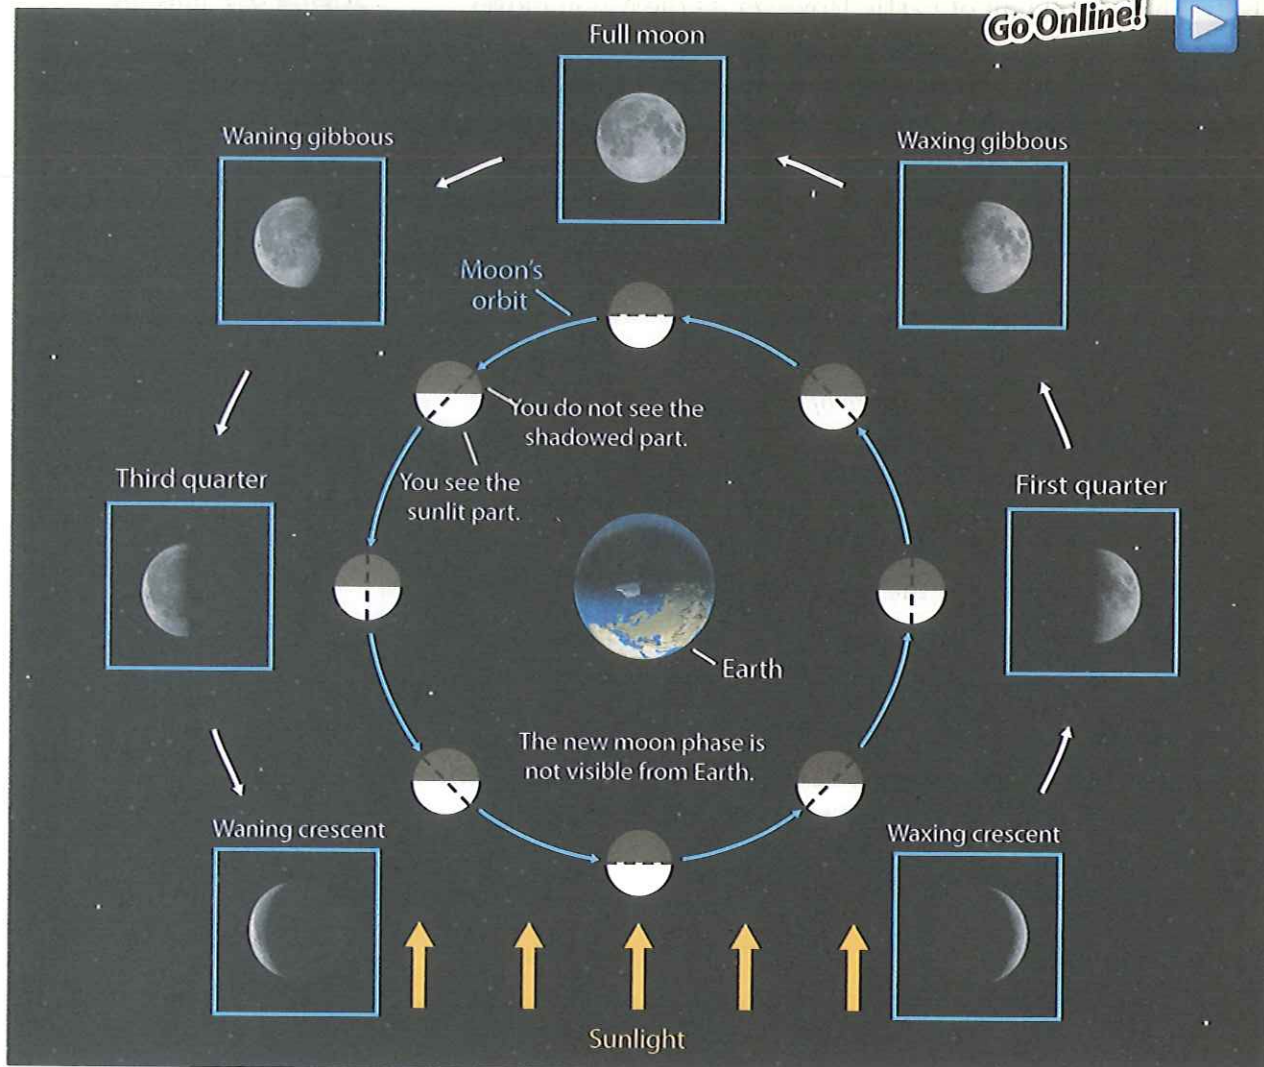 Go Online!
Full moon
Waning gibbous
Waxing gibbous
Moon's
orbit
You do not see the
shadowed part.
Third quarter
You see the
sunlit part.
First quarter
Earth
The new moon phase is
not visible from Earth.
Waning crescent
Waxing crescent
Sunlight